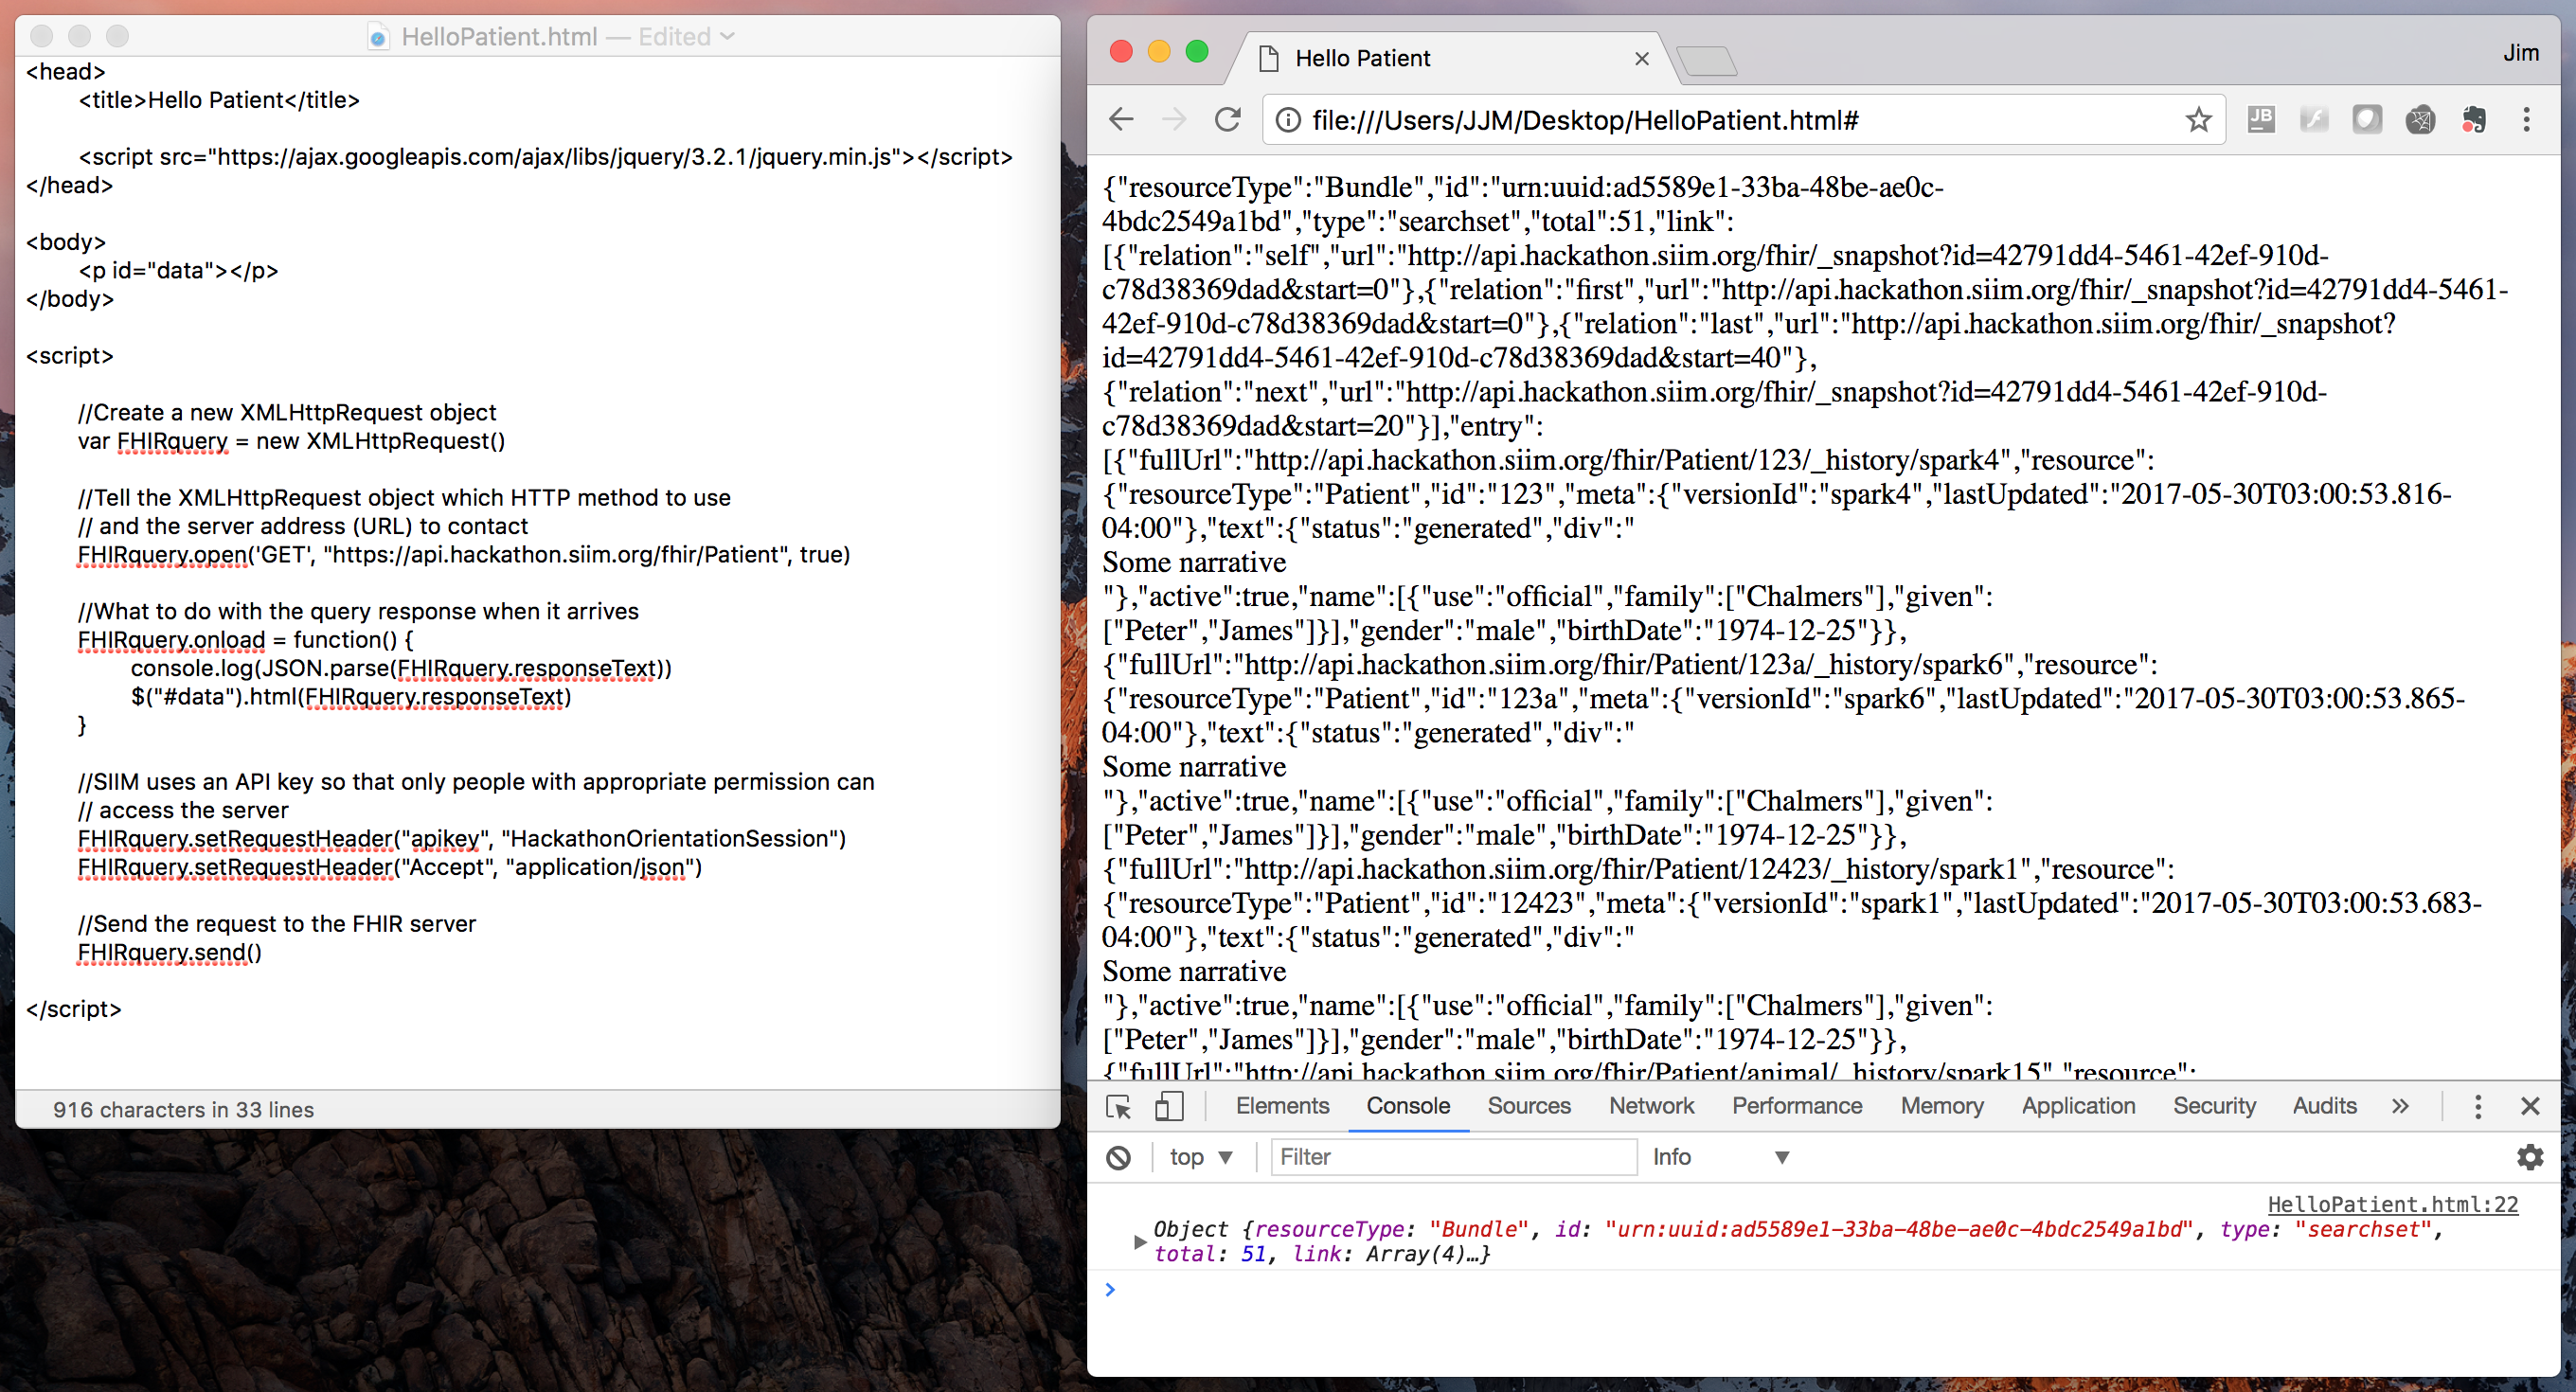 HelloPatient.html — Edited
<head>
<title>Hello Patient</title>
<script src="https://ajax.googleapis.com/ajax/libs/jquery/3.2.1/jquery.min.js"></script>
</head>
<body>
<p id="data"></p>
</body>
<script>
//Create a new XMLHttpRequest object
var FHIRquery = new XMLHttpRequest()
//Tell the XMLHttpRequest object which HTTP method to use
// and the server address (URL) to contact
FHIRquery.open('GET', "https://api.hackathon.siim.org/fhir/Patient", true)
//What to do with the query response when it arrives
FHIRquery.onload = function() {
console.log(JSON.parse(FHIRquery.responseText))
$("#data").html(FHIRquery.responseText)
}
//SIIM uses an API key so that only people with appropriate permission can
// access the server
FHIRquery.setRequestHeader("apikey", "HackathonOrientationSession")
FHIRquery.setRequestHeader("Accept", "application/json")
//Send the request to the FHIR server
FHIRquery.send()
</script>
916 characters in 33 lines
Hello Patient
Jim
file:///Users/JJM/Desktop/HelloPatient.html#
JB
{"resourceType":"Bundle","id":"urn:uuid:ad5589e1-33ba-48be-ae0c-
4bdc2549a1bd","type":"searchset","total":51,"link":
[{"relation":"self","url":"http://api.hackathon.siim.org/fhir/_snapshot?id=42791dd4-5461-42ef-910d-
c78d38369dad&start=0"},{"relation":"first","url":"http://api.hackathon.siim.org/fhir/_snapshot?id=42791dd4-5461-
42ef-910d-c78d38369dad&start=0"},{"relation":"last","url":"http://api.hackathon.siim.org/fhir/_snapshot?
id=42791dd4-5461-42ef-910d-c78d38369dad&start=40"},
{"relation":"next","url":"http://api.hackathon.siim.org/fhir/_snapshot?id=42791dd4-5461-42ef-910d-
c78d38369dad&start=20"}],"entry":
[{"fullUrl":"http://api.hackathon.siim.org/fhir/Patient/123/_history/spark4","resource":
{"resourceType":"Patient","id":"123","meta":{"versionId":"spark4","lastUpdated":"2017-05-30T03:00:53.816-
04:00"},"text":{"status":"generated","div":"
Some narrative
"},"active":true,"name":[{"use":"official","family":["Chalmers"],"given":
["Peter","James"]}],"gender":"male","birthDate":"1974-12-25"}},
{"fullUrl":"http://api.hackathon.siim.org/fhir/Patient/123a/_history/spark6","resource":
{"resourceType":"Patient","id":"123a","meta":{"versionId":"spark6","lastUpdated":"2017-05-30T03:00:53.865-
04:00"},"text":{"status":"generated","div":"
Some narrative
"},"active":true,"name":[{"use":"official","family":["Chalmers"],"given":
["Peter","James"]}],"gender":"male","birthDate":"1974-12-25"}},
{"fullUrl":"http://api.hackathon.siim.org/fhir/Patient/12423/_history/spark1","resource":
{"resourceType":"Patient","id":"12423","meta":{"versionId":"spark1","lastUpdated":"2017-05-30T03:00:53.683-
04:00"},"text":{"status":"generated","div":"
Some narrative
"},"active":true,"name":[{"use":"official","family":["Chalmers"],"given":
["Peter","James"]}],"gender":"male","birthDate":"1974-12-25"}},
{"fullUrl":"http://api.hackathon.siim.org/fhir/Patient/animal/_history/spark15","resource":
Elements Console Sources Network Performance Memory Application Security Audits »
top Filter Info
HelloPatient.html:22
Object {resourceType: "Bundle", id: "urn:uuid:ad5589e1-33ba-48be-ae0c-4bdc2549a1bd", type: "searchset",
total: 51, link: Array(4)…}